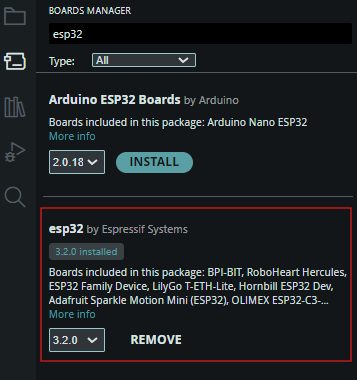 BOARDS MANAGER
esp32
Type: All
Arduino ESP32 Boards by Arduino
Boards included in this package: Arduino Nano ESP32
More info
2.0.18 INSTALL
esp32 by Espressif Systems
3.2.0 installed
Boards included in this package: BPI-BIT, RoboHeart Hercules,
ESP32 Family Device, LilyGo T-ETH-Lite, Hornbill ESP32 Dev,
Adafruit Sparkle Motion Mini (ESP32), OLIMEX ESP32-C3-...
More info
3.2.0 REMOVE